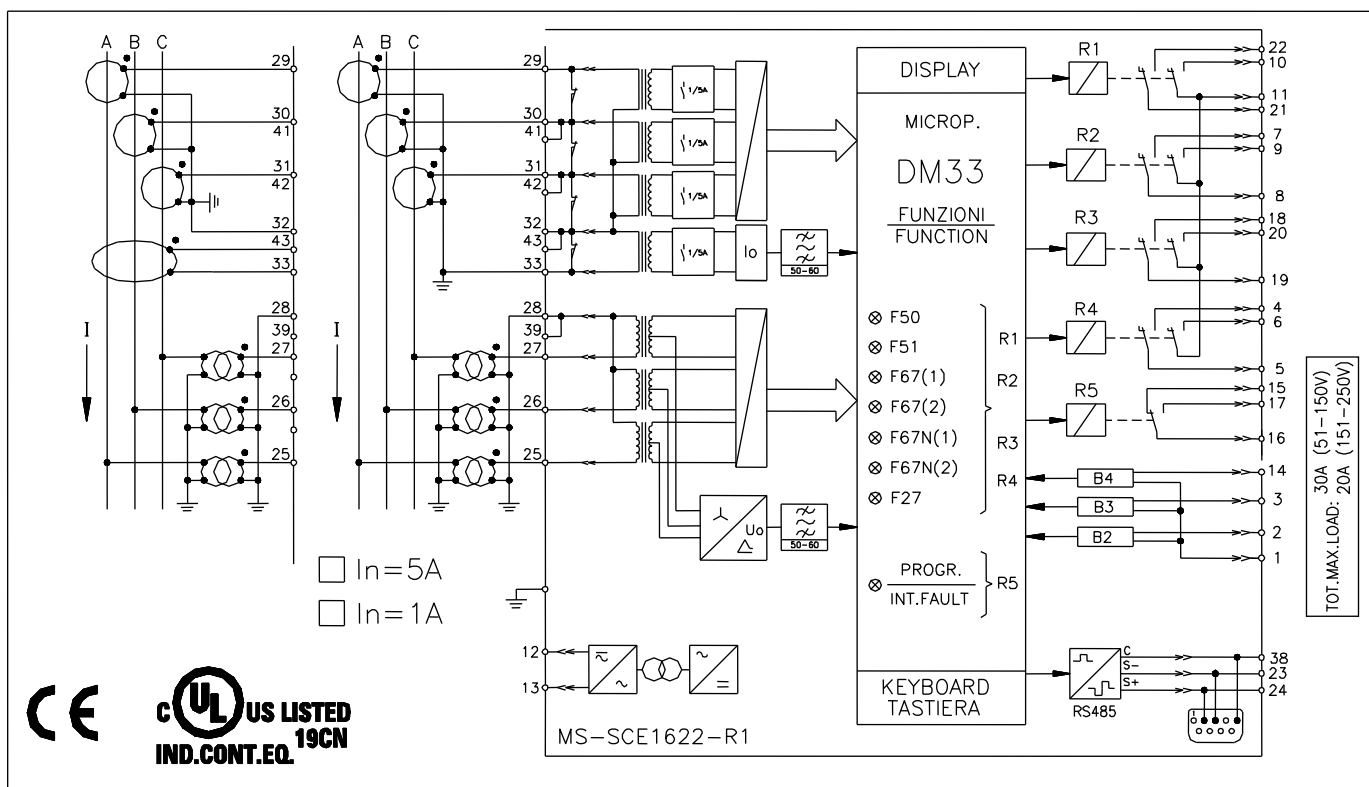 A B C
29
30
41
31
42
32
43
33
28
39
27
26
25
I
A B C
29
30
41
31
42
32
43
33
28
39
27
26
25
I
□ In=5A
□ In=1A
12
13
1/5A
1/5A
1/5A
1/5A
Io
50-60
Uo
50-60
DISPLAY
MICROP.
DM33
FUNZIONI
FUNCTION
F50
F51
F67(1)
F67(2)
F67N(1)
F67N(2)
F27
R1
R2
R3
R4
PROGR.
INT.FAULT
R5
KEYBOARD
TASTIERA
R1
R2
R3
R4
R5
B4
B3
B2
22
10
11
21
7
9
8
18
20
19
4
6
5
15
17
16
14
3
2
1
C
S-
S+
RS485
38
23
24
1
TOT.MAX.LOAD: 30A (51-150V)
20A (151-250V)
MS-SCE1622-R1
CE
C UL US LISTED
IND.CONT.EQ. 19CN